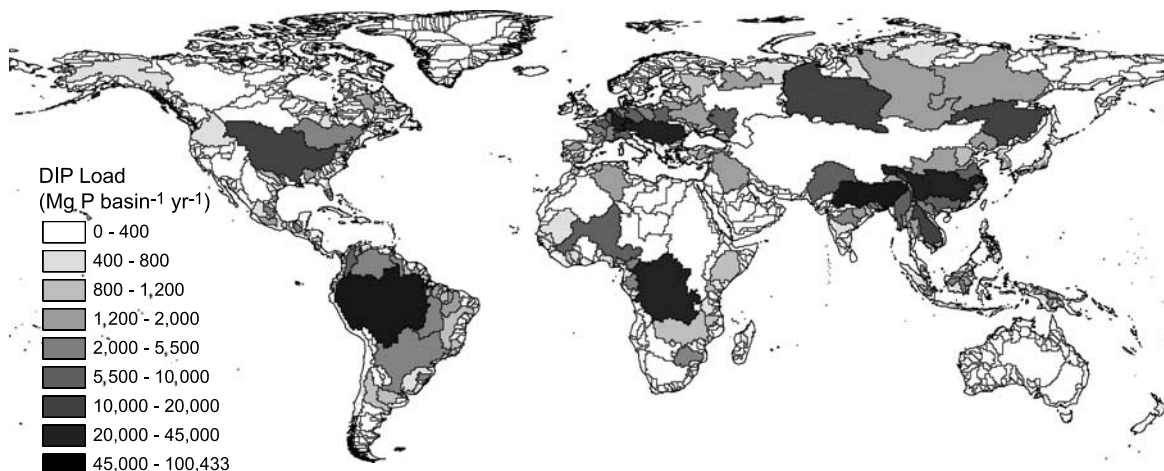 DIP Load
(Mg P basin⁻¹ yr⁻¹)
0 - 400
400 - 800
800 - 1,200
1,200 - 2,000
2,000 - 5,500
5,500 - 10,000
10,000 - 20,000
20,000 - 45,000
45,000 - 100,433